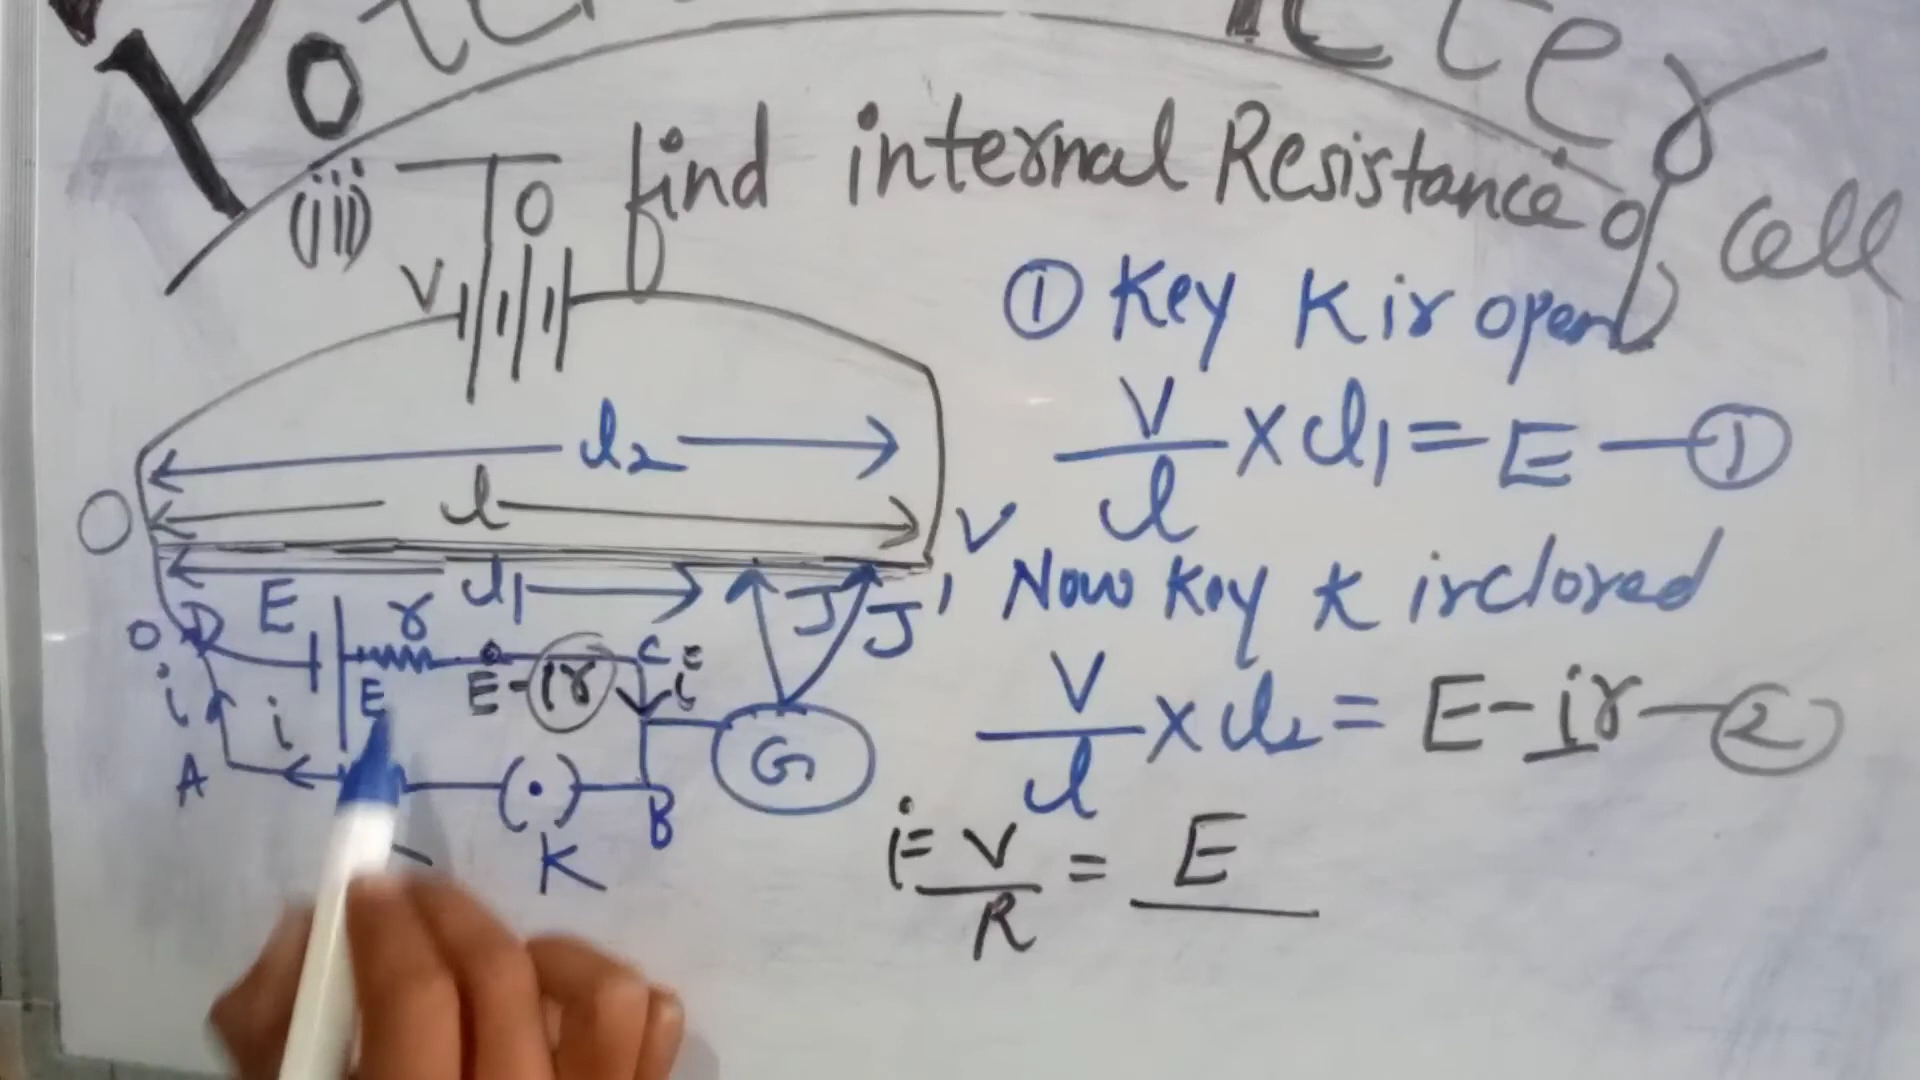 (iii) find internal Resistance of cell
V O
① Key K is open
l₂
V/l × l₁ = E — ①
l
V
l₁
Now Key K is closed
O D E r J J'
E E - ir C i
V/l × l₂ = E - ir — ②
i i
A G
K B
i = V/R = E